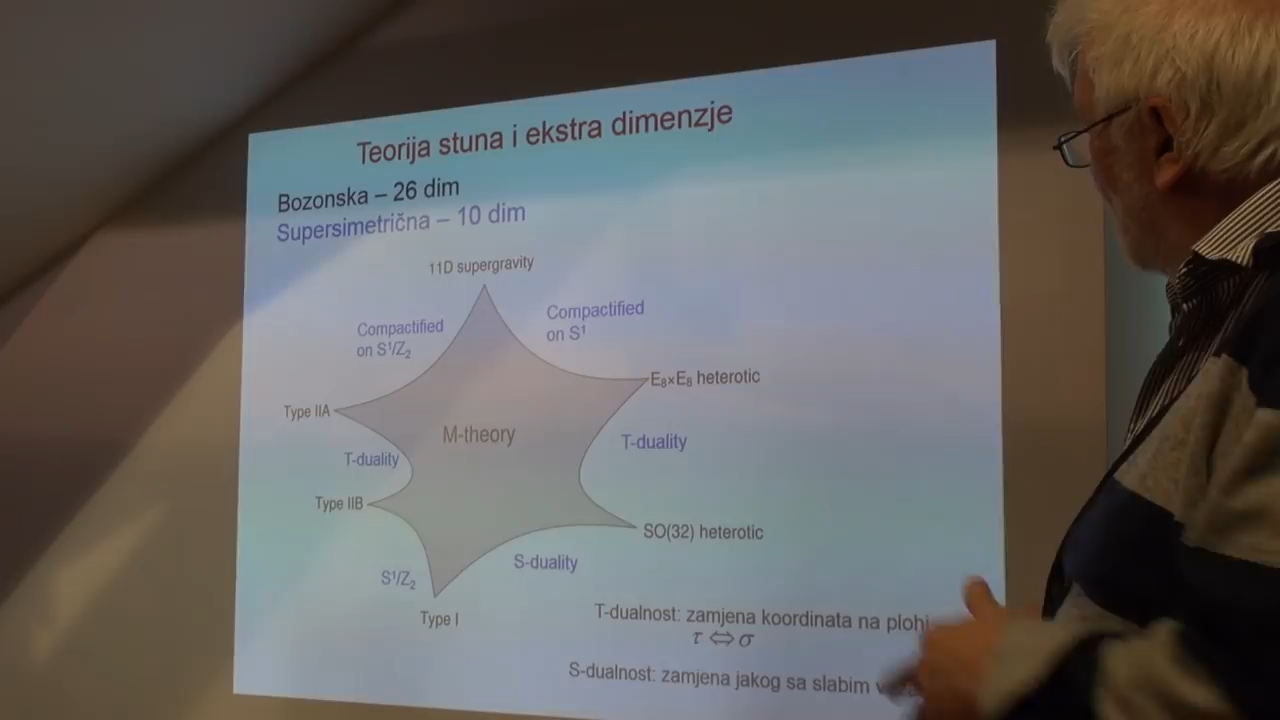 Teorija stuna i ekstra dimenzje
Bozonska – 26 dim
Supersimetrična – 10 dim
11D supergravity
Compactified
on S¹/Z₂
Compactified
on S¹
Type IIA
E₈×E₈ heterotic
M-theory
T-duality
T-duality
Type IIB
SO(32) heterotic
S¹/Z₂
S-duality
Type I
T-dualnost: zamjena koordinata na plohi
τ ⇔ σ
S-dualnost: zamjena jakog sa slabim